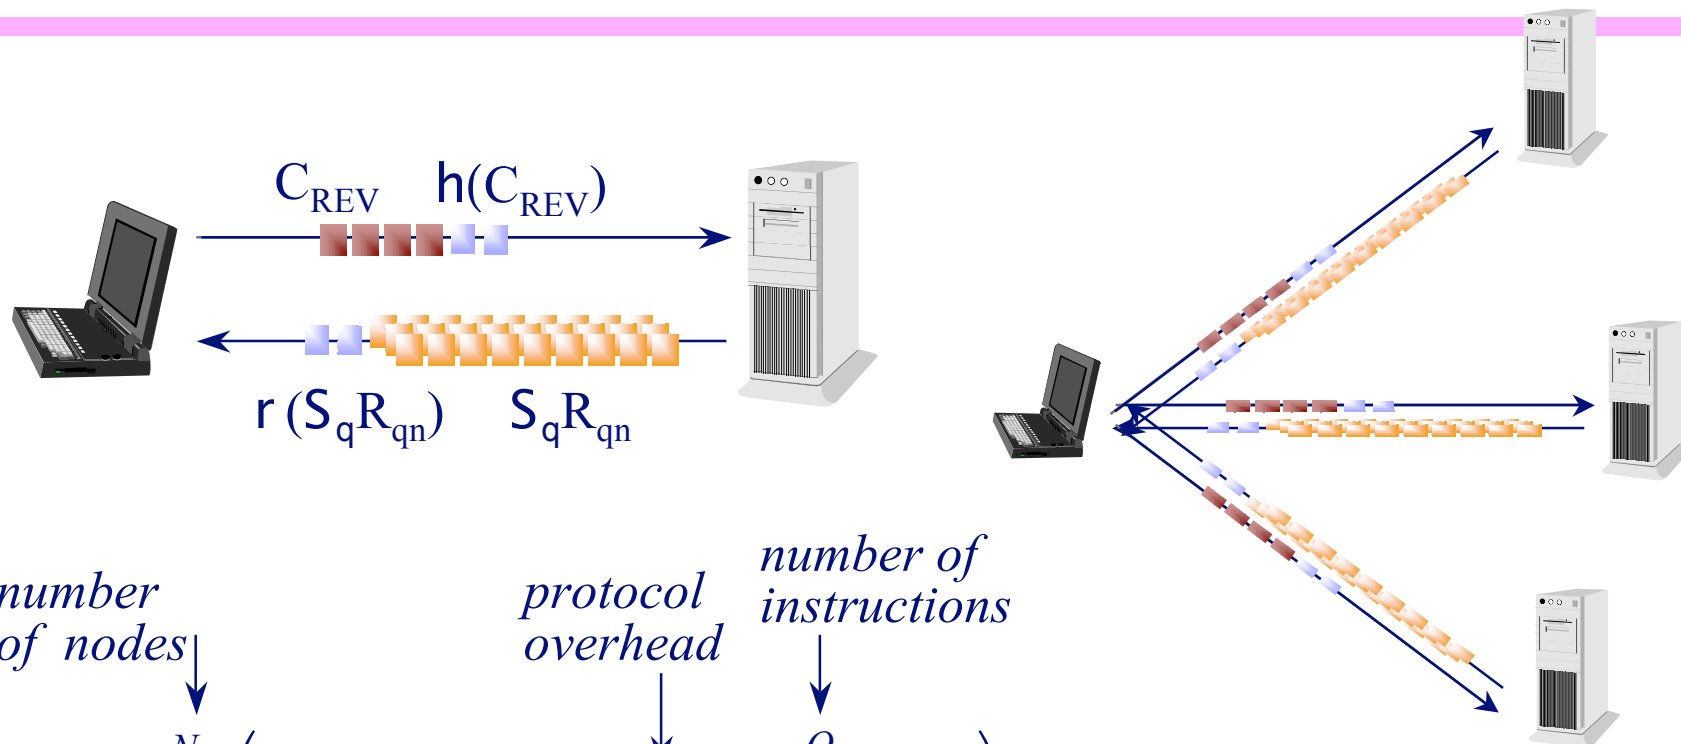 C_REV h(C_REV)
r (S_qR_qn) S_qR_qn
number of
instructions
number
of nodes
protocol
overhead
N (
Q )